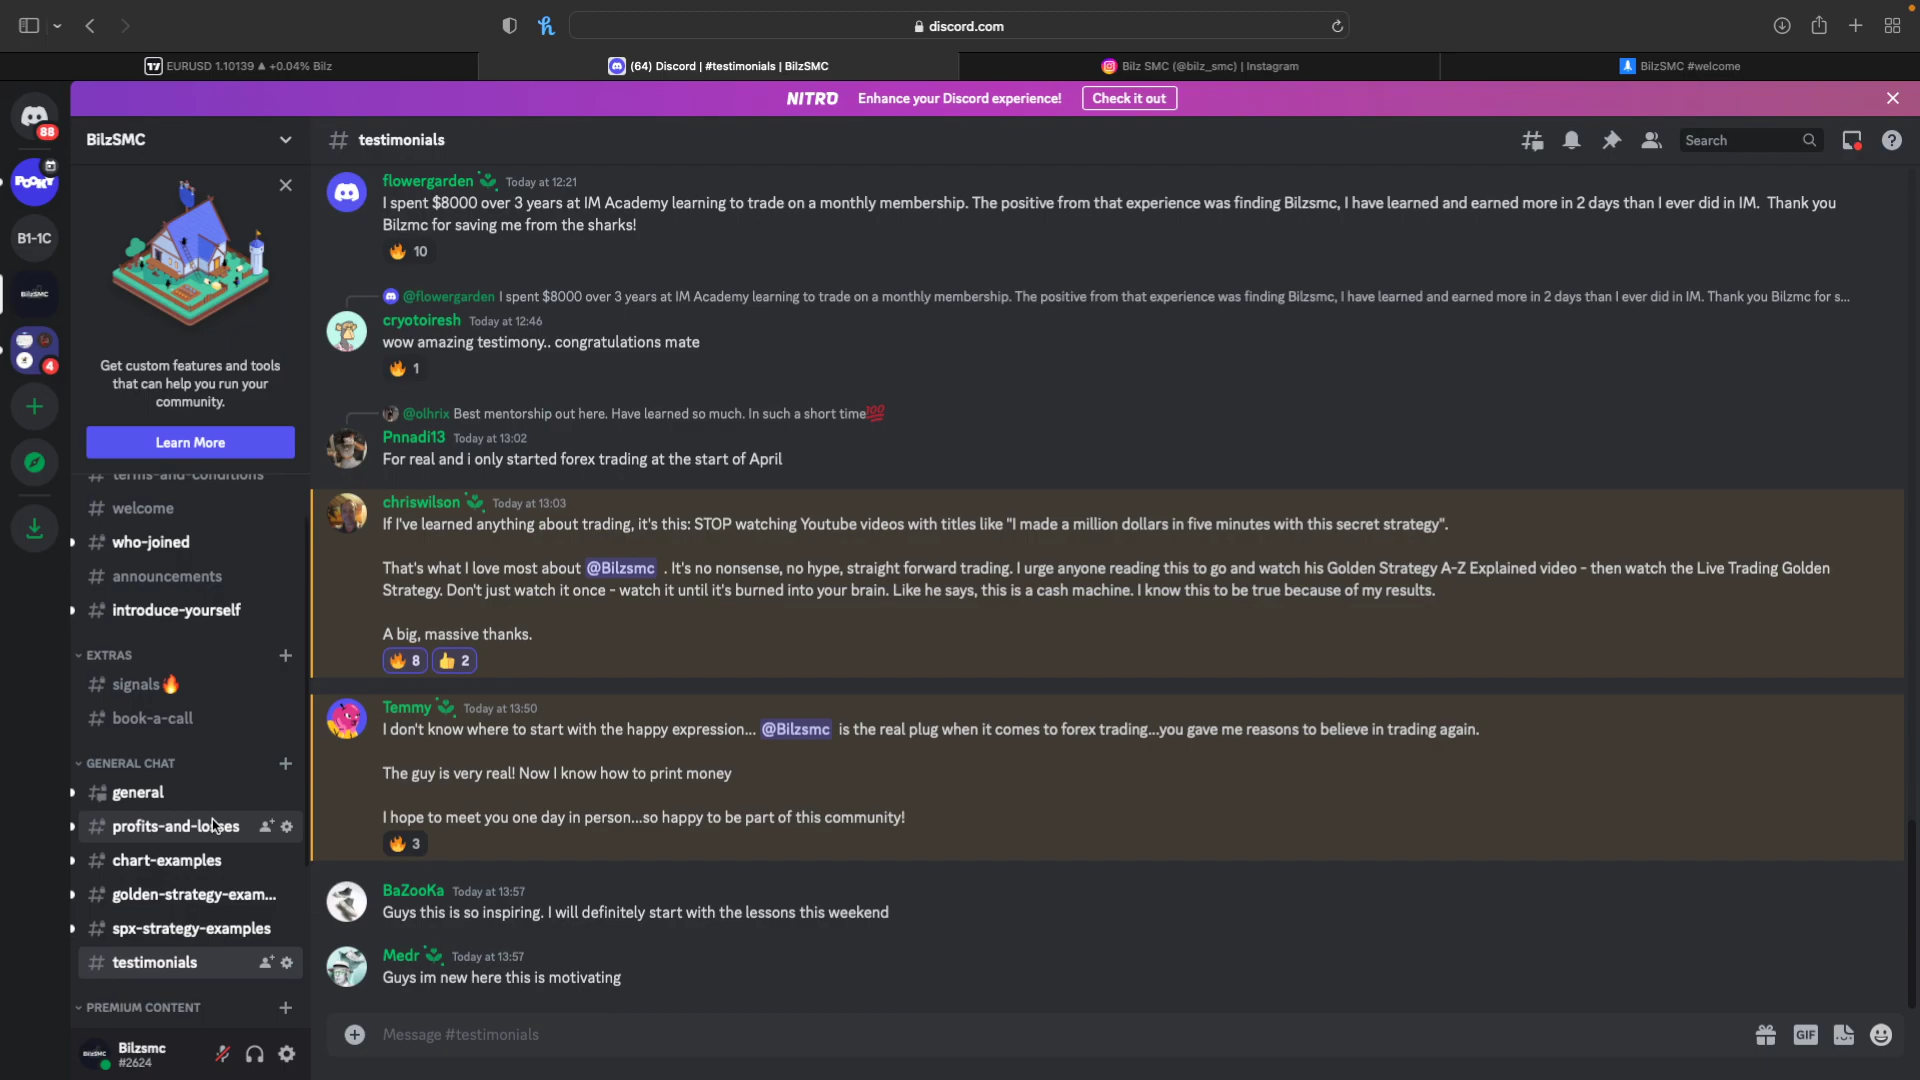 discord.com
EURUSD 1.10139 ▲ +0.04% Bilz
(64) Discord | #testimonials | BilzSMC
Bilz SMC (@bilz_smc) | Instagram
BilzSMC #welcome
NITRO Enhance your Discord experience! Check it out
88
POOKY
B1-1C
BilzSMC
4
BilzSMC
Get custom features and tools
that can help you run your
community.
Learn More
terms-and-conditions
welcome
who-joined
announcements
introduce-yourself
EXTRAS
signals🔥
book-a-call
GENERAL CHAT
general
profits-and-losses
chart-examples
golden-strategy-exam...
spx-strategy-examples
testimonials
PREMIUM CONTENT
Bilzsmc
#2624
# testimonials
Search
flowergarden Today at 12:21
I spent $8000 over 3 years at IM Academy learning to trade on a monthly membership. The positive from that experience was finding Bilzsmc, I have learned and earned more in 2 days than I ever did in IM. Thank you
Bilzmc for saving me from the sharks!
🔥 10
@flowergarden I spent $8000 over 3 years at IM Academy learning to trade on a monthly membership. The positive from that experience was finding Bilzsmc, I have learned and earned more in 2 days than I ever did in IM. Thank you Bilzmc for s...
cryotoiresh Today at 12:46
wow amazing testimony.. congratulations mate
🔥 1
@olhrix Best mentorship out here. Have learned so much. In such a short time💯
Pnnadi13 Today at 13:02
For real and i only started forex trading at the start of April
chriswilson Today at 13:03
If I've learned anything about trading, it's this: STOP watching Youtube videos with titles like "I made a million dollars in five minutes with this secret strategy".
That's what I love most about @Bilzsmc . It's no nonsense, no hype, straight forward trading. I urge anyone reading this to go and watch his Golden Strategy A-Z Explained video - then watch the Live Trading Golden
Strategy. Don't just watch it once - watch it until it's burned into your brain. Like he says, this is a cash machine. I know this to be true because of my results.
A big, massive thanks.
🔥 8 👍 2
Temmy Today at 13:50
I don't know where to start with the happy expression... @Bilzsmc is the real plug when it comes to forex trading...you gave me reasons to believe in trading again.
The guy is very real! Now I know how to print money
I hope to meet you one day in person...so happy to be part of this community!
🔥 3
BaZooKa Today at 13:57
Guys this is so inspiring. I will definitely start with the lessons this weekend
Medr Today at 13:57
Guys im new here this is motivating
Message #testimonials
GIF